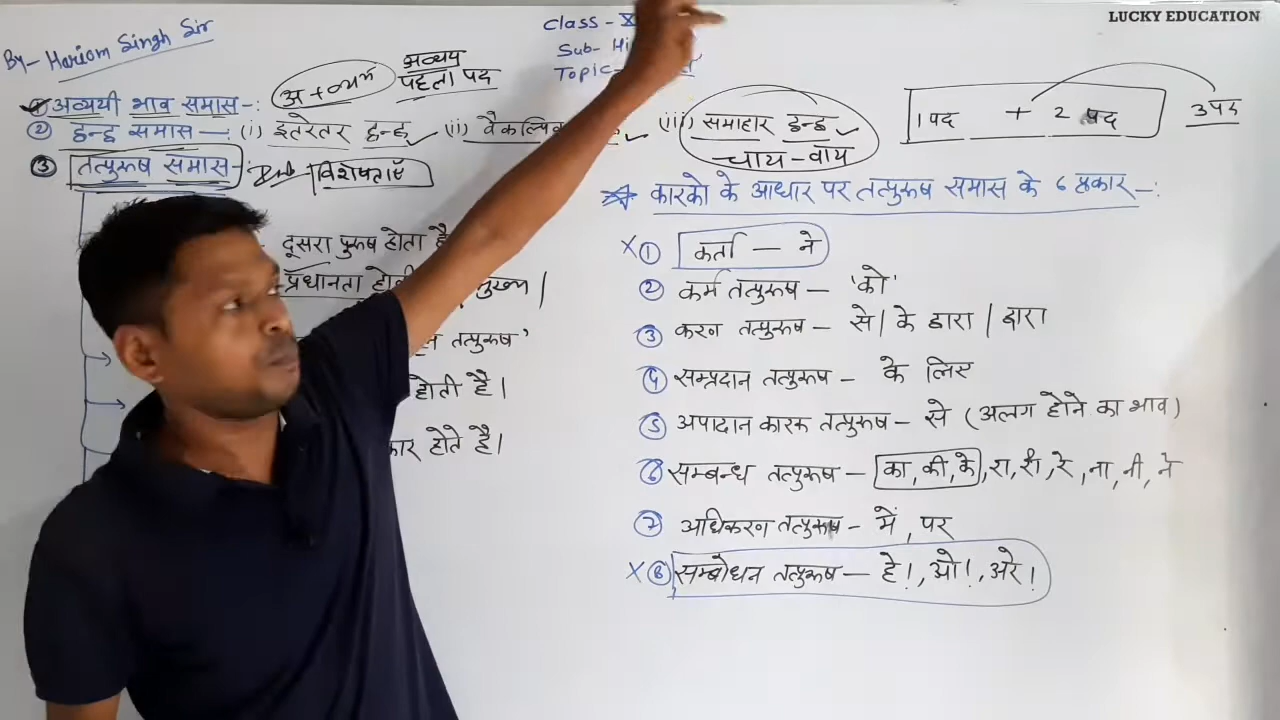 LUCKY EDUCATION
By- Hariom Singh Sir
Class - X
Sub- Hi
Topic-
अव्यय
पहला पद
① अव्ययी भाव समास -:
② द्वन्द्व समास -: (i) इतरेतर द्वन्द्व (ii) वैकल्पिक (iii) समाहार द्वन्द्व
चाय - वाय
1 पद + 2 पद 3 पद
③ तत्पुरुष समास -: विशेषताएँ
दूसरा पुरुष होता है
प्रधानता होती मुख्य |
तत्पुरुष'
होती है |
कार होते है |
कारको के आधार पर तत्पुरुष समास के 6 प्रकार -:
X ① कर्ता — ने
② कर्म तत्पुरुष - 'को'
③ करण तत्पुरुष - से | के द्वारा | द्वारा
④ सम्प्रदान तत्पुरुष - के लिए
⑤ अपादान कारक तत्पुरुष - से (अलग होने का भाव)
⑥ सम्बन्ध तत्पुरुष - का, की, के, रा, री, रे, ना, नी, ने
⑦ अधिकरण तत्पुरुष - में, पर
X ⑧ सम्बोधन तत्पुरुष — हे!, ओ!, अरे!